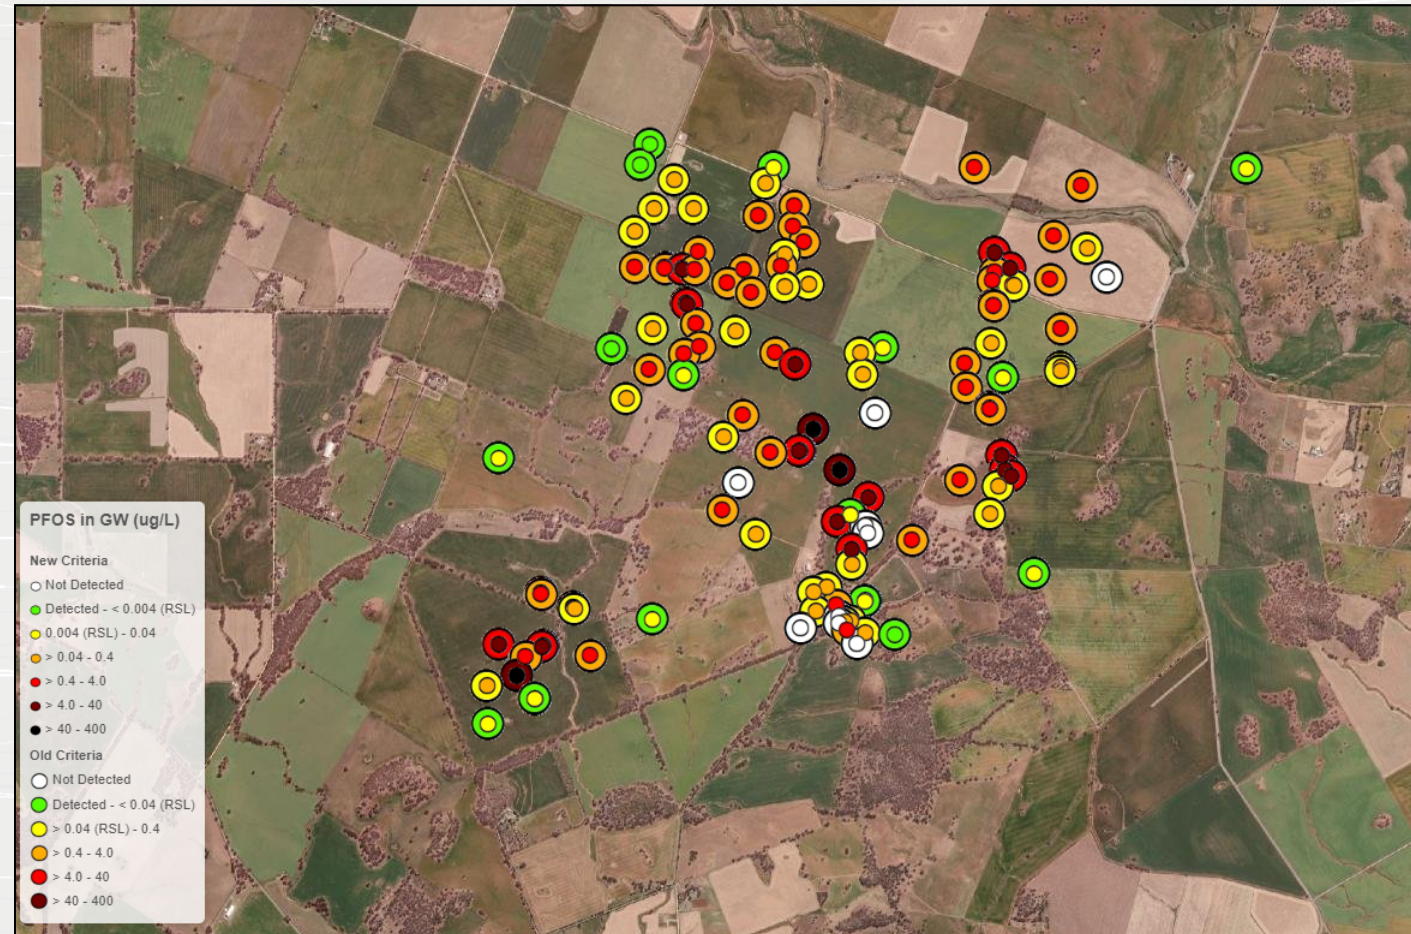 PFOS in GW (ug/L)
New Criteria
Not Detected
Detected - < 0.004 (RSL)
0.004 (RSL) - 0.04
> 0.04 - 0.4
> 0.4 - 4.0
> 4.0 - 40
> 40 - 400
Old Criteria
Not Detected
Detected - < 0.04 (RSL)
> 0.04 (RSL) - 0.4
> 0.4 - 4.0
> 4.0 - 40
> 40 - 400